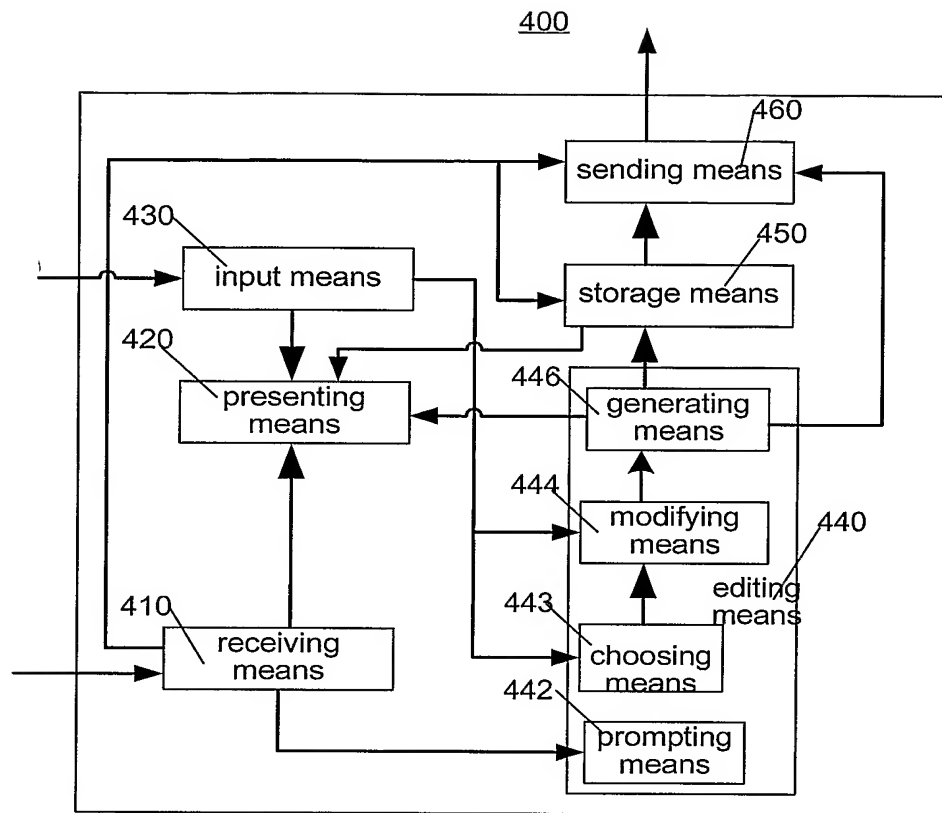 400
460
sending means
430
450
input means
storage means
420
446
presenting
means
generating
means
444
modifying
means
440
editing
means
410
443
receiving
means
choosing
means
442
prompting
means